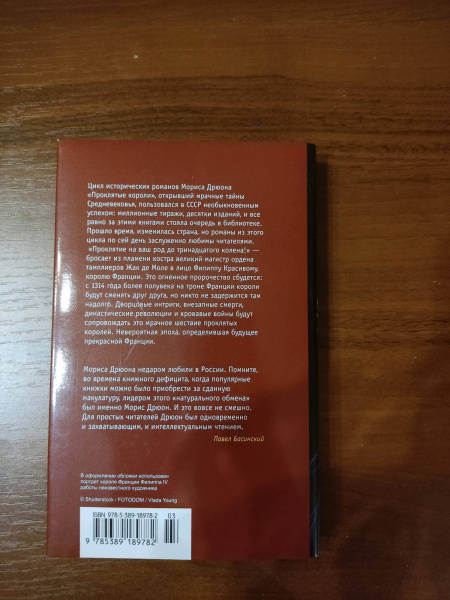 Цикл исторических романов Мориса Дрюона
«Проклятые короли», открывший мрачные тайны
Средневековья, пользовался в СССР необыкновенным
успехом: миллионные тиражи, десятки изданий, и все
равно за этими книгами стояла очередь в библиотеке.
Прошло время, изменилась страна, но романы из этого
цикла по сей день заслуженно любимы читателями.
«Проклятие на ваш род до тринадцатого колена!» —
бросает из пламени костра великий магистр ордена
тамплиеров Жак де Моле в лицо Филиппу Красивому,
королю Франции. Это огненное пророчество сбудется:
с 1314 года более полувека на троне Франции короли
будут сменять друг друга, но никто не задержится там
надолго. Дворцовые интриги, внезапные смерти,
династические революции и кровавые войны будут
сопровождать это мрачное шествие проклятых
королей. Невероятная эпоха, определившая будущее
прекрасной Франции.
Мориса Дрюона недаром любили в России. Помните,
во времена книжного дефицита, когда популярные
книжки можно было приобрести за сданную
макулатуру, лидером этого «натурального обмена»
был именно Морис Дрюон. И это вовсе не смешно.
Для простых читателей Дрюон был одновременно
и захватывающим, и интеллектуальным чтением.
Павел Басинский
В оформлении обложки использован
портрет короля Франции Филиппа IV
работы неизвестного художника
© Shutterstock / FOTODOM / Vlada Young
ISBN 978-5-389-18978-2
03
9 785389 189782